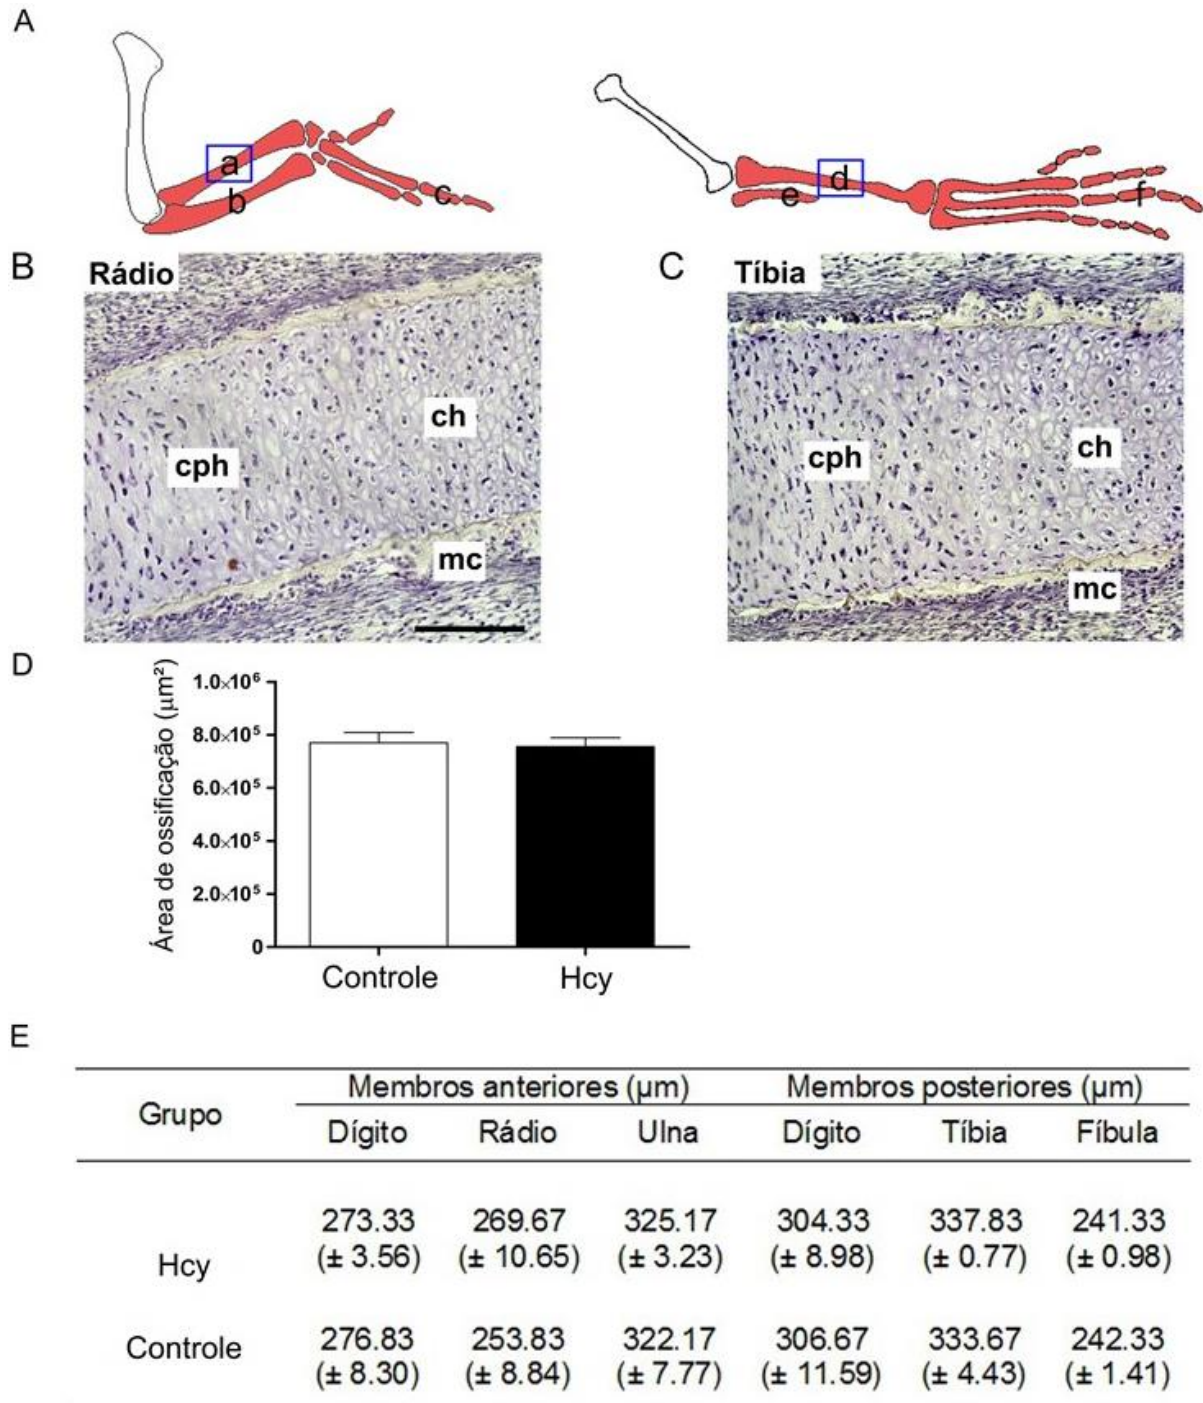 A
a
b
c
d
e
f
B
Rádio
cph
ch
mc
C
Tíbia
cph
ch
mc
D
Área de ossificação (µm²)
1.0×10⁶
8.0×10⁵
6.0×10⁵
4.0×10⁵
2.0×10⁵
0
Controle Hcy
E
Grupo
Membros anteriores (µm) Membros posteriores (µm)
Dígito Rádio Ulna Dígito Tíbia Fíbula
Hcy
273.33 269.67 325.17 304.33 337.83 241.33
(± 3.56) (± 10.65) (± 3.23) (± 8.98) (± 0.77) (± 0.98)
Controle
276.83 253.83 322.17 306.67 333.67 242.33
(± 8.30) (± 8.84) (± 7.77) (± 11.59) (± 4.43) (± 1.41)